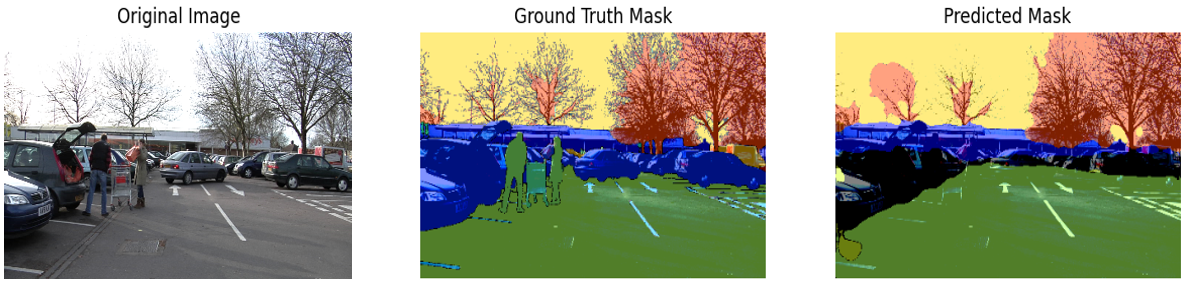 Original Image
Ground Truth Mask
Predicted Mask